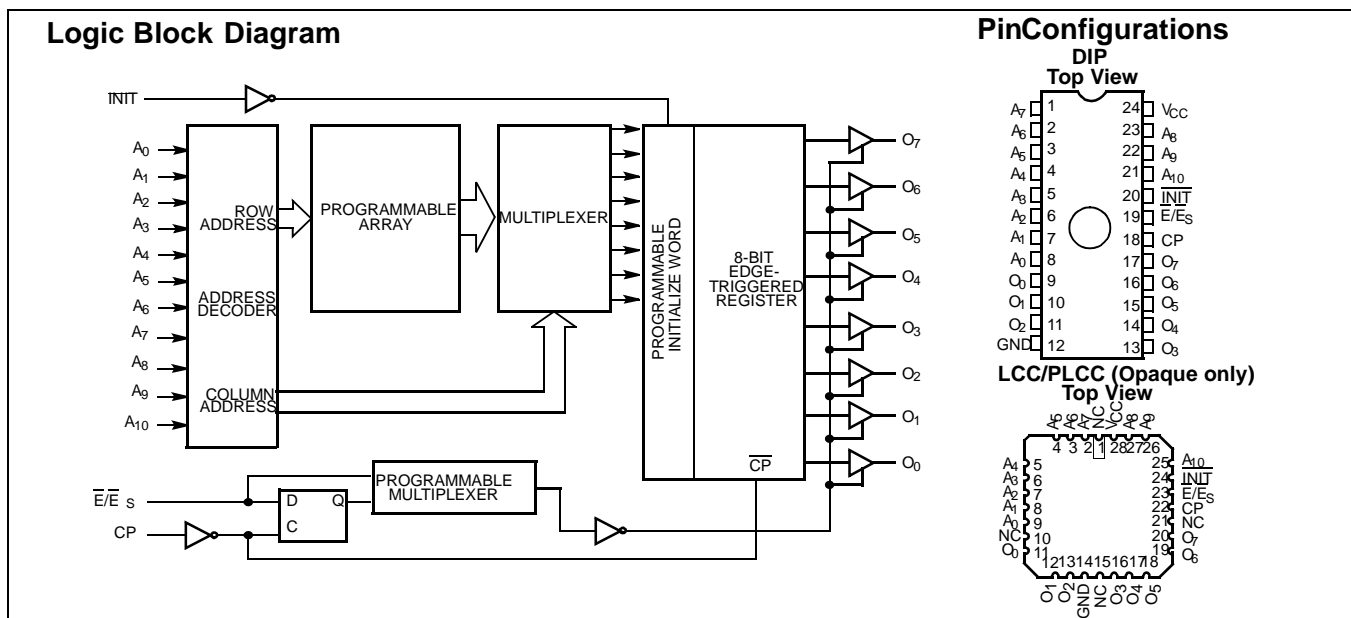 Logic Block Diagram
INIT
A0
A1
A2
A3
A4
A5
A6
A7
A8
A9
A10
ROW
ADDRESS
ADDRESS
DECODER
COLUMN
ADDRESS
PROGRAMMABLE
ARRAY
MULTIPLEXER
PROGRAMMABLE
INITIALIZE WORD
8-BIT
EDGE-
TRIGGERED
REGISTER
CP
O7
O6
O5
O4
O3
O2
O1
O0
E/E S
CP
D
Q
C
PROGRAMMABLE
MULTIPLEXER
PinConfigurations
DIP
Top View
A7 1 24 VCC
A6 2 23 A8
A5 3 22 A9
A4 4 21 A10
A3 5 20 INIT
A2 6 19 E/ES
A1 7 18 CP
A0 8 17 O7
O0 9 16 O6
O1 10 15 O5
O2 11 14 O4
GND 12 13 O3
LCC/PLCC (Opaque only)
Top View
A5 A6 A7 NC VCC A8 A9
4 3 2 1 28 27 26
A4 5 25 A10
A3 6 24 INIT
A2 7 23 E/ES
A1 8 22 CP
A0 9 21 NC
NC 10 20 O7
O0 11 19 O6
12 13 14 15 16 17 18
O1 O2 GND NC O3 O4 O5